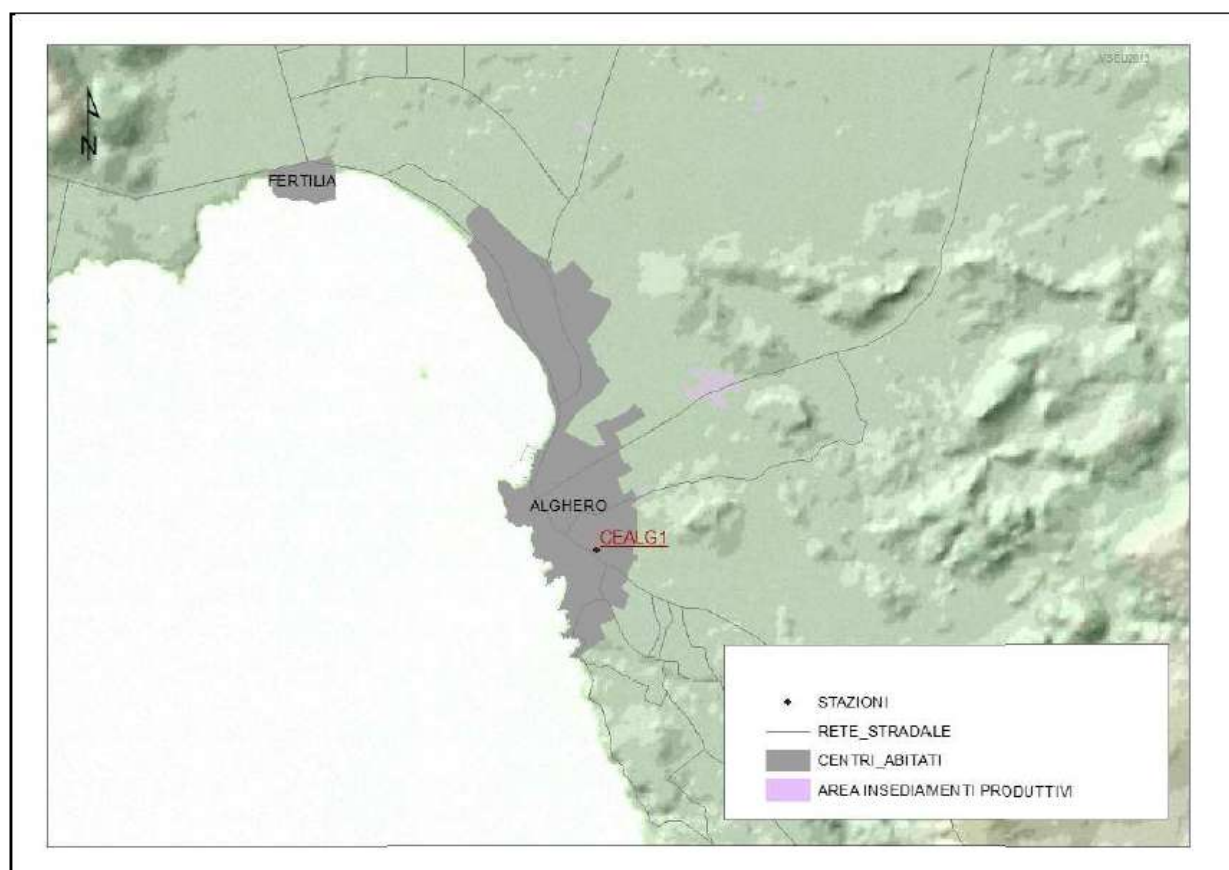 N
FERTILIA
ALGHERO
CEALG1
STAZIONI
RETE_STRADALE
CENTRI_ABITATI
AREA INSEDIAMENTI PRODUTTIVI